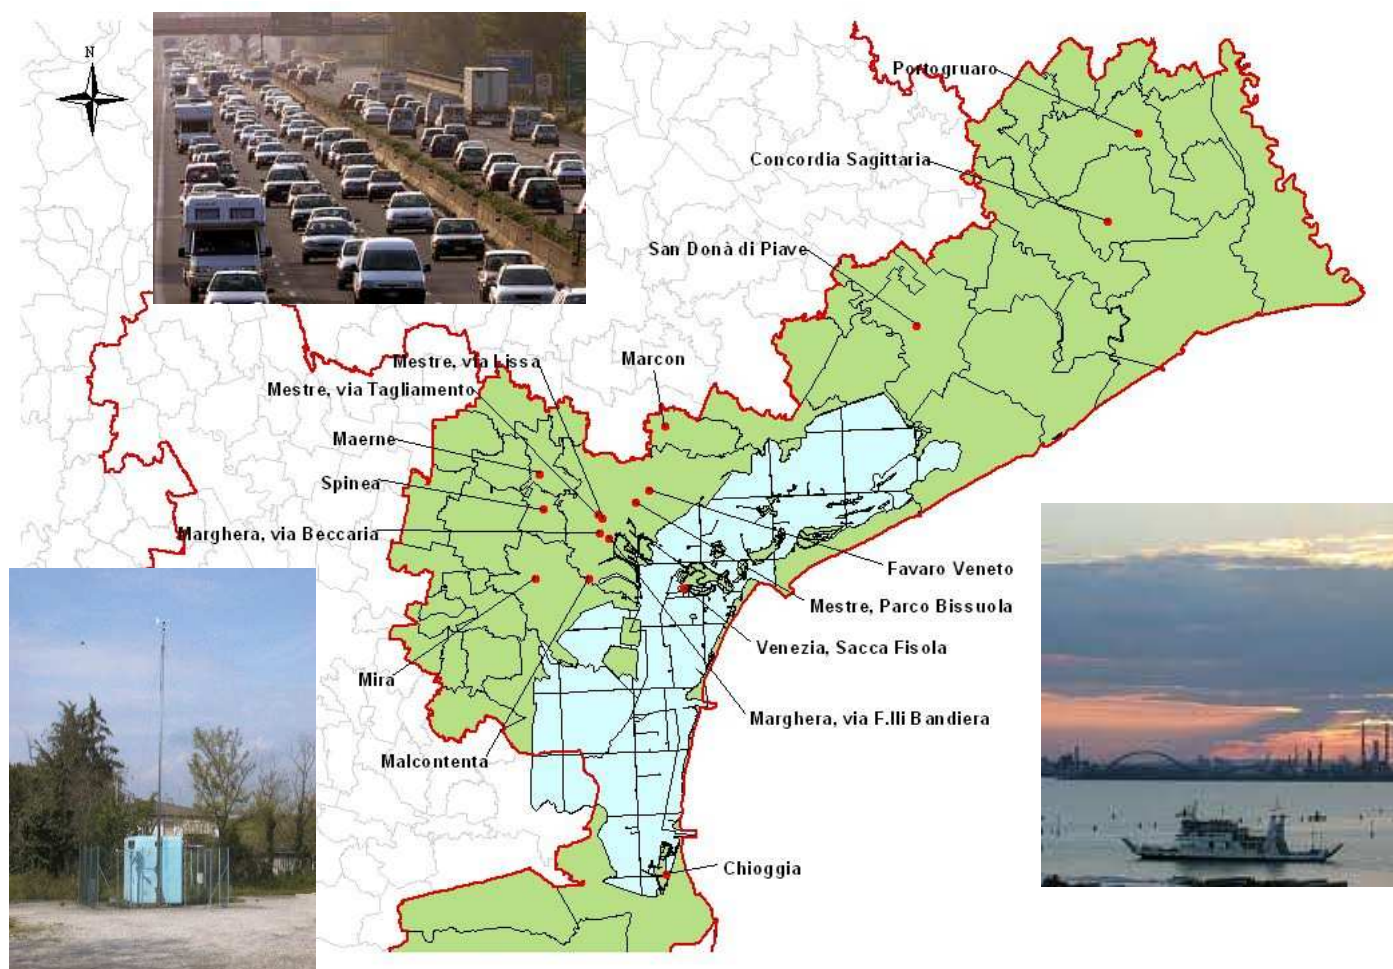 N
Portogruaro
Concordia Sagittaria
San Donà di Piave
Mestre, via Lissa
Marcon
Mestre, via Tagliamento
Maerne
Spinea
Marghera, via Beccaria
Favaro Veneto
Mestre, Parco Bissuola
Venezia, Sacca Fisola
Mira
Marghera, via F.lli Bandiera
Malcontenta
Chioggia